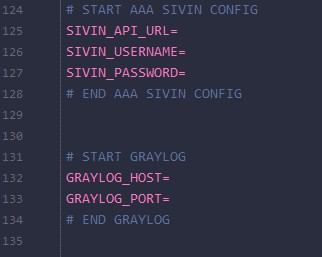 124 # START AAA SIVIN CONFIG
125 SIVIN_API_URL=
126 SIVIN_USERNAME=
127 SIVIN_PASSWORD=
128 # END AAA SIVIN CONFIG
129
130
131 # START GRAYLOG
132 GRAYLOG_HOST=
133 GRAYLOG_PORT=
134 # END GRAYLOG
135